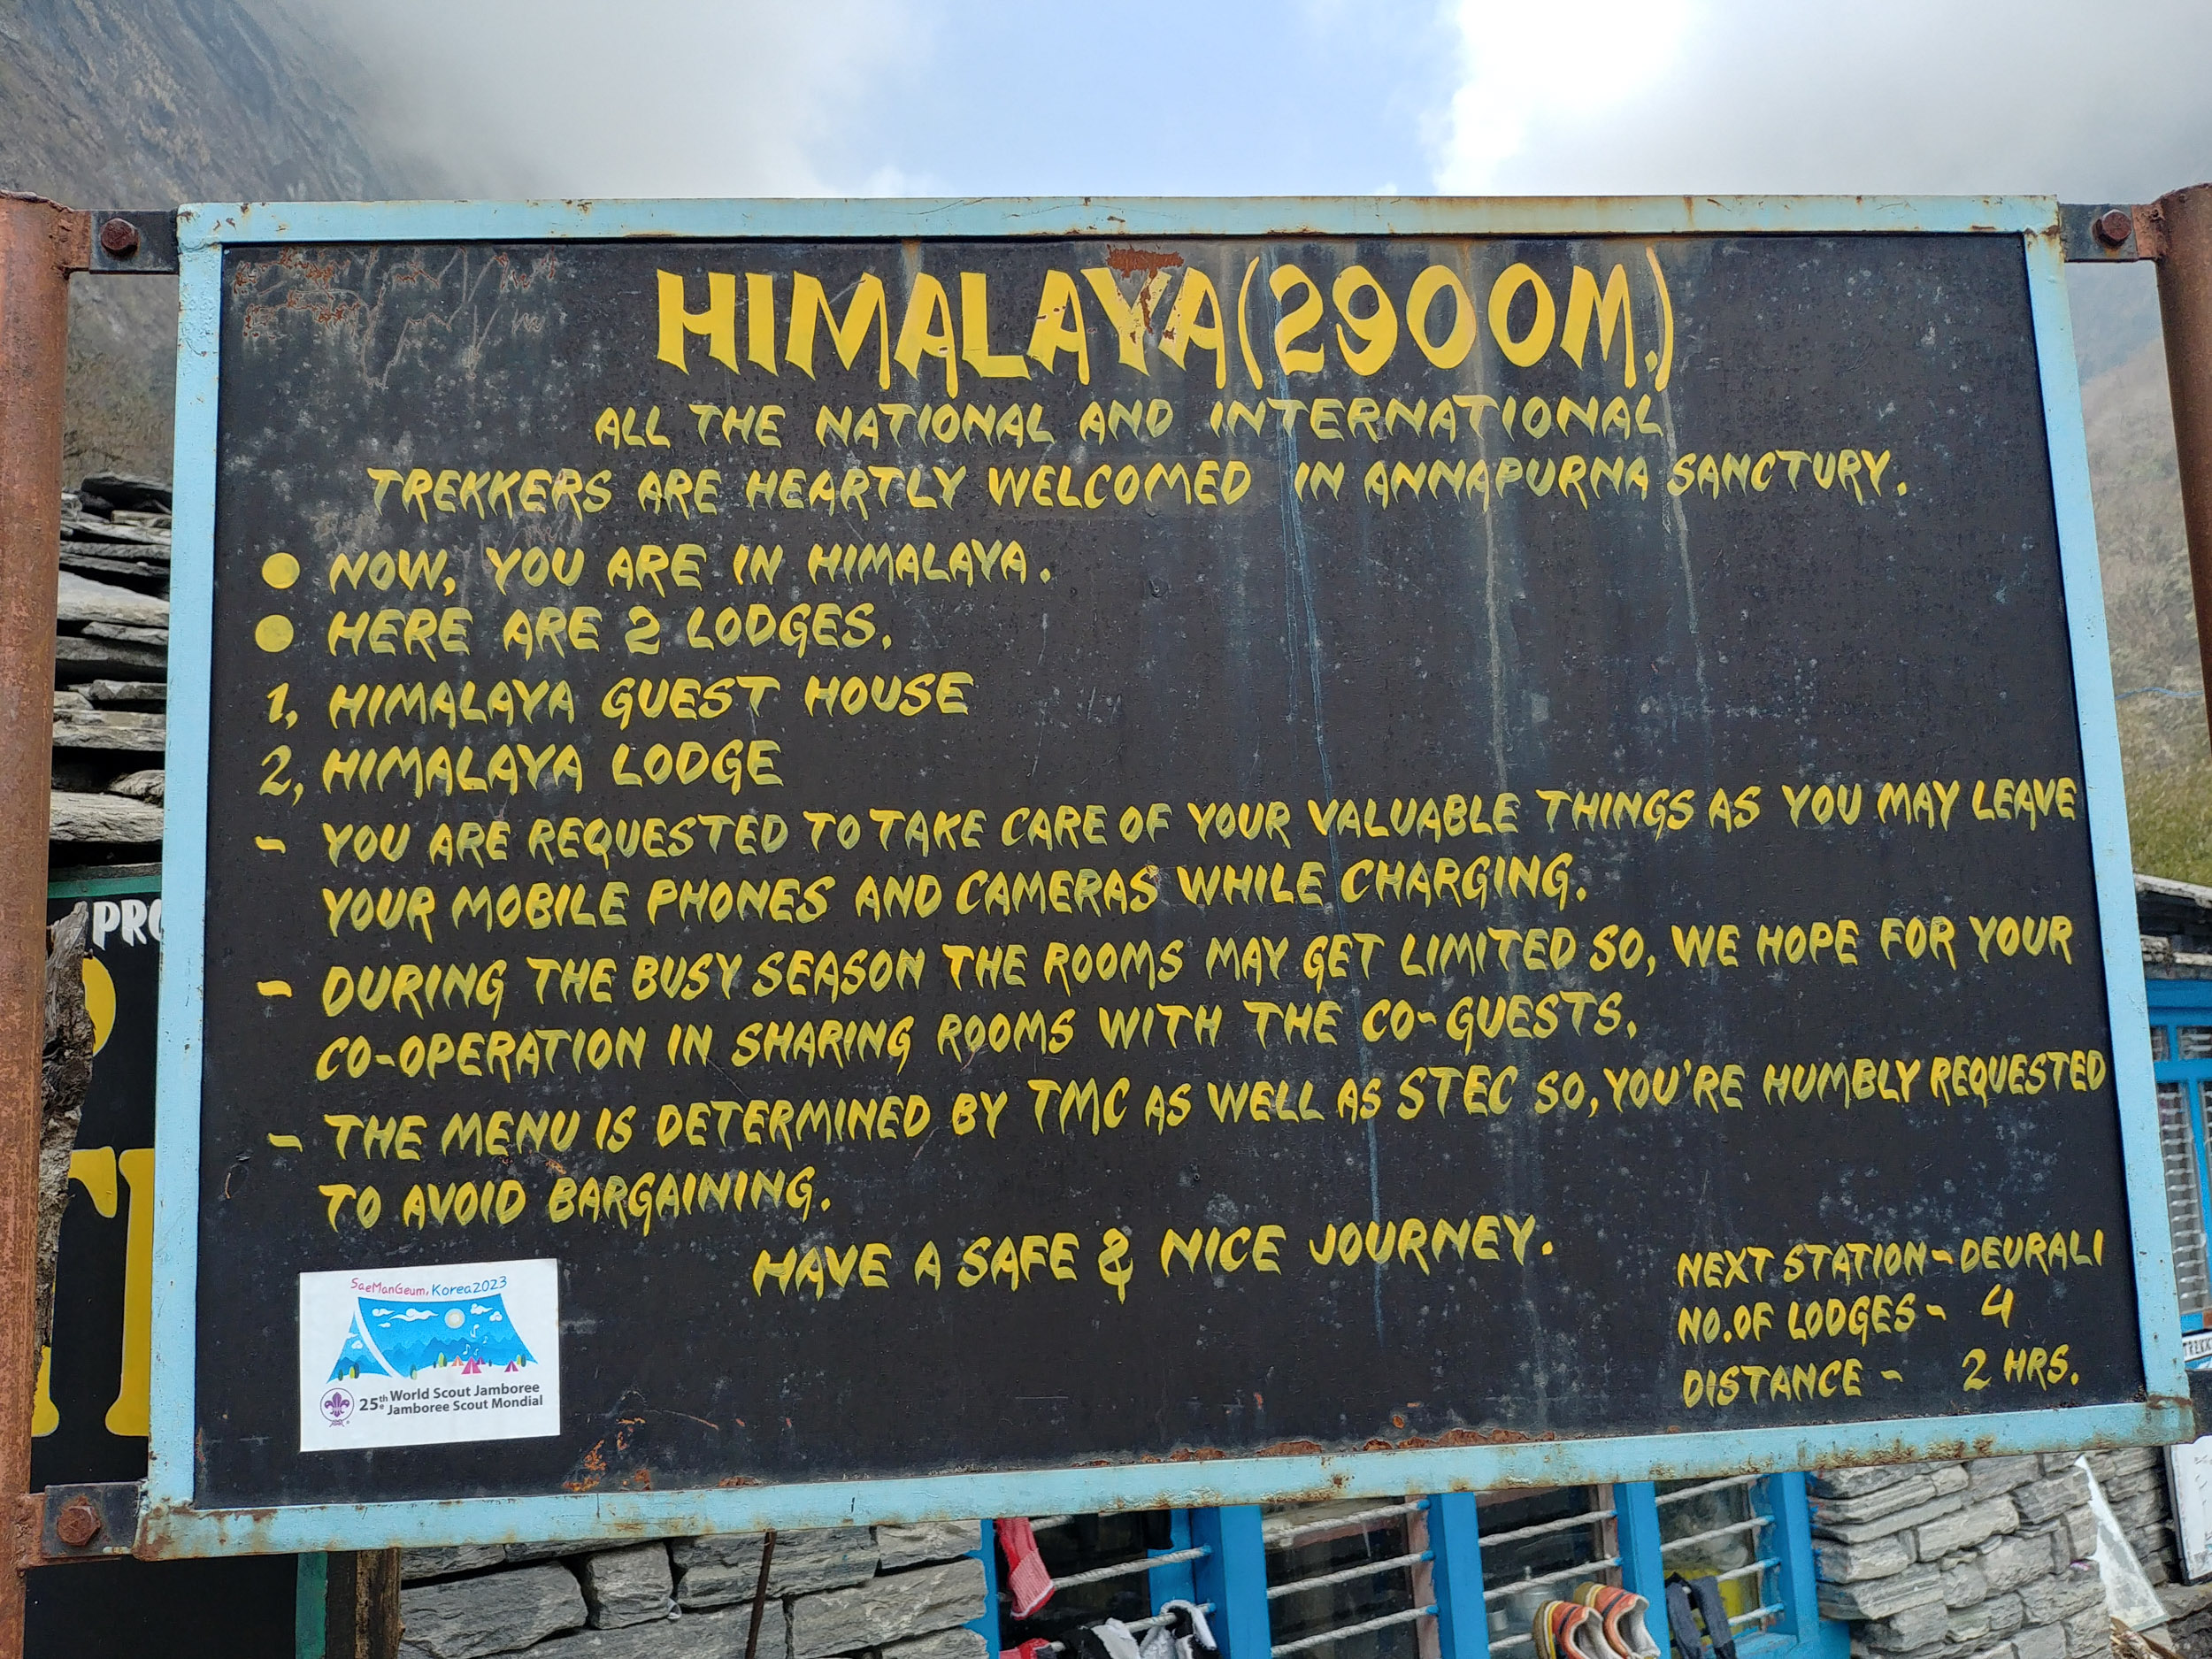 HIMALAYA(2900M.)
ALL THE NATIONAL AND INTERNATIONAL
TREKKERS ARE HEARTLY WELCOMED IN ANNAPURNA SANCTURY.
● NOW, YOU ARE IN HIMALAYA.
● HERE ARE 2 LODGES.
1, HIMALAYA GUEST HOUSE
2, HIMALAYA LODGE
- YOU ARE REQUESTED TO TAKE CARE OF YOUR VALUABLE THINGS AS YOU MAY LEAVE
YOUR MOBILE PHONES AND CAMERAS WHILE CHARGING.
- DURING THE BUSY SEASON THE ROOMS MAY GET LIMITED SO, WE HOPE FOR YOUR
CO-OPERATION IN SHARING ROOMS WITH THE CO-GUESTS.
- THE MENU IS DETERMINED BY TMC AS WELL AS STEC SO, YOU'RE HUMBLY REQUESTED
TO AVOID BARGAINING.
HAVE A SAFE & NICE JOURNEY.
NEXT STATION - DEURALI
NO. OF LODGES - 4
DISTANCE - 2 HRS.
SaeManGeum, Korea2023
25th World Scout Jamboree
25e Jamboree Scout Mondial
PRO